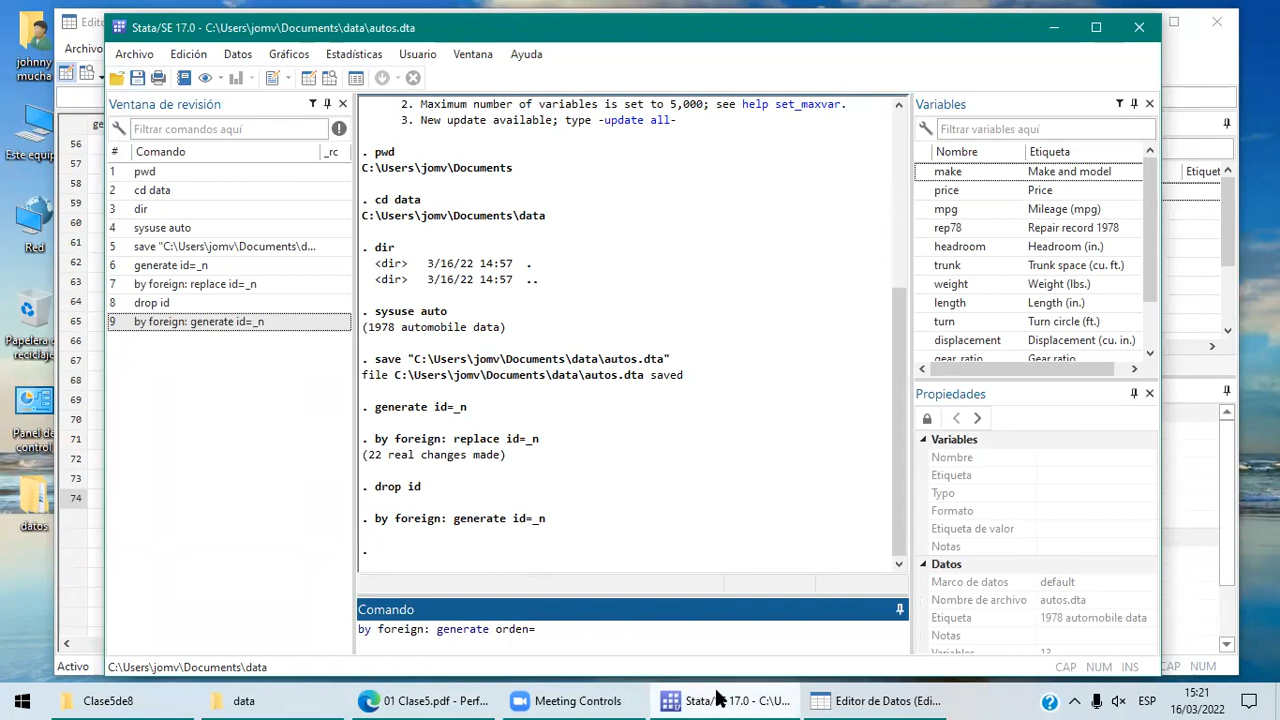 Edito
Archi
Stata/SE 17.0 - C:\Users\jomv\Documents\data\autos.dta
Archivo Edición Datos Gráficos Estadísticas Usuario Ventana Ayuda
johnny
mucha
Este equip
Red
Papelera
reciclaj
Panel de
control
datos
56
57
58
59
60
61
62
63
64
65
66
67
68
69
70
71
72
73
74
Activo
Ventana de revisión
Filtrar comandos aquí
# Comando _rc
1 pwd
2 cd data
3 dir
4 sysuse auto
5 save "C:\Users\jomv\Documents\d...
6 generate id=_n
7 by foreign: replace id=_n
8 drop id
9 by foreign: generate id=_n
2. Maximum number of variables is set to 5,000; see help set_maxvar.
3. New update available; type -update all-
. pwd
C:\Users\jomv\Documents
. cd data
C:\Users\jomv\Documents\data
. dir
<dir> 3/16/22 14:57 .
<dir> 3/16/22 14:57 ..
. sysuse auto
(1978 automobile data)
. save "C:\Users\jomv\Documents\data\autos.dta"
file C:\Users\jomv\Documents\data\autos.dta saved
. generate id=_n
. by foreign: replace id=_n
(22 real changes made)
. drop id
. by foreign: generate id=_n
.
Comando
by foreign: generate orden=
Variables
Filtrar variables aquí
Nombre Etiqueta
make Make and model
price Price
mpg Mileage (mpg)
rep78 Repair record 1978
headroom Headroom (in.)
trunk Trunk space (cu. ft.)
weight Weight (lbs.)
length Length (in.)
turn Turn circle (ft.)
displacement Displacement (cu. in.)
gear_ratio Gear ratio
Propiedades
Variables
Nombre
Etiqueta
Tipo
Formato
Etiqueta de valor
Notas
Datos
Marco de datos default
Nombre de archivo autos.dta
Etiqueta 1978 automobile data
Notas
Variables 13
Etiquet
C:\Users\jomv\Documents\data
CAP NUM INS
CAP NUM
Clase5de8
data
01 Clase5.pdf - Perf...
Meeting Controls
Stata/ 17.0 - C:\U...
Editor de Datos (Edi...
ESP
15:21
16/03/2022